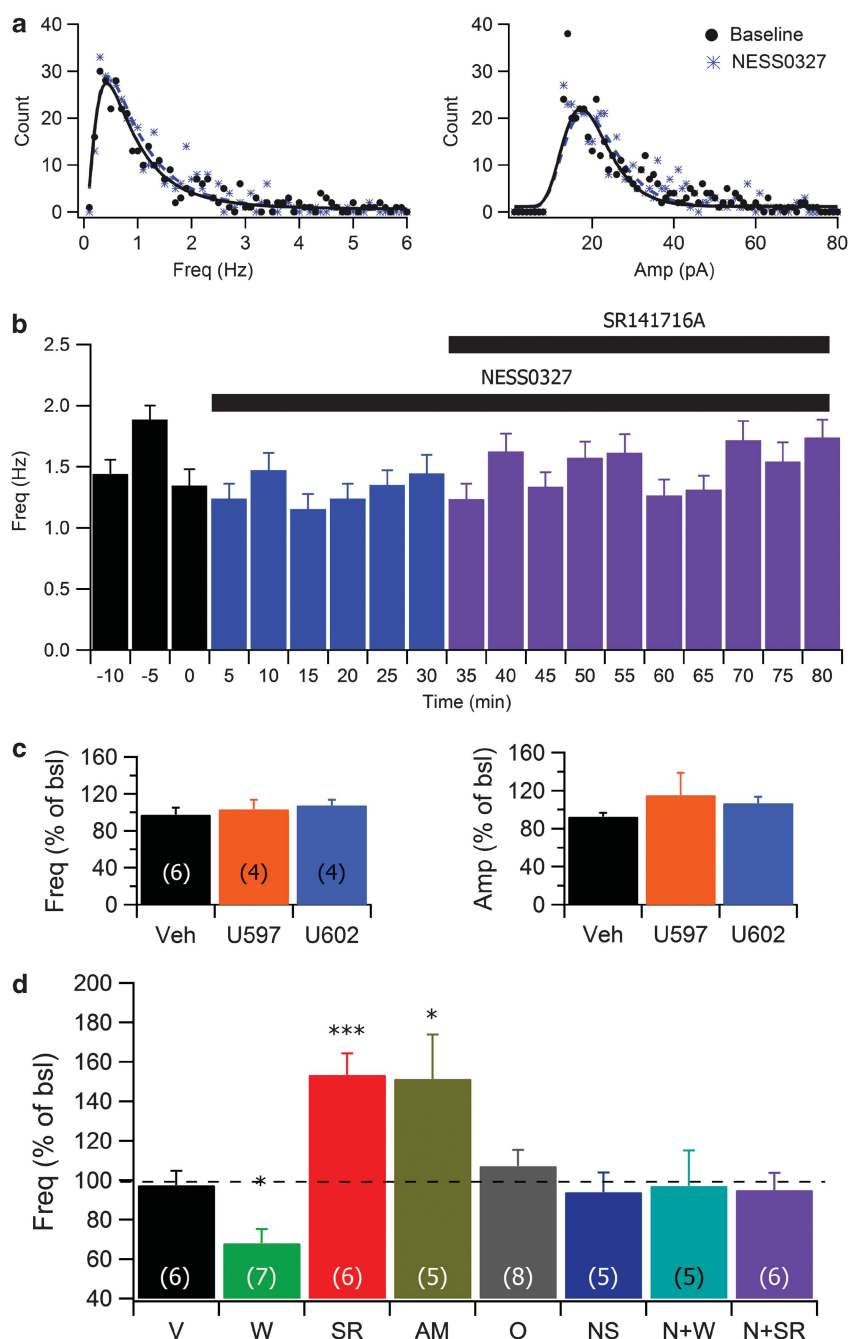 a
40
30
20
10
0
Count
0
1
2
3
4
5
6
Freq (Hz)
40
30
20
10
0
Count
20
40
60
80
Amp (pA)
Baseline
NESS0327
b
SR141716A
NESS0327
2.5
2.0
1.5
1.0
0.5
0.0
Freq (Hz)
-10
-5
0
5
10
15
20
25
30
35
40
45
50
55
60
65
70
75
80
Time (min)
c
160
120
80
40
0
Freq (% of bsl)
(6)
(4)
(4)
Veh
U597
U602
160
120
80
40
0
Amp (% of bsl)
Veh
U597
U602
d
200
180
160
140
120
100
80
60
40
Freq (% of bsl)
*
***
*
(6)
(7)
(6)
(5)
(8)
(5)
(5)
(6)
V
W
SR
AM
O
NS
N+W
N+SR